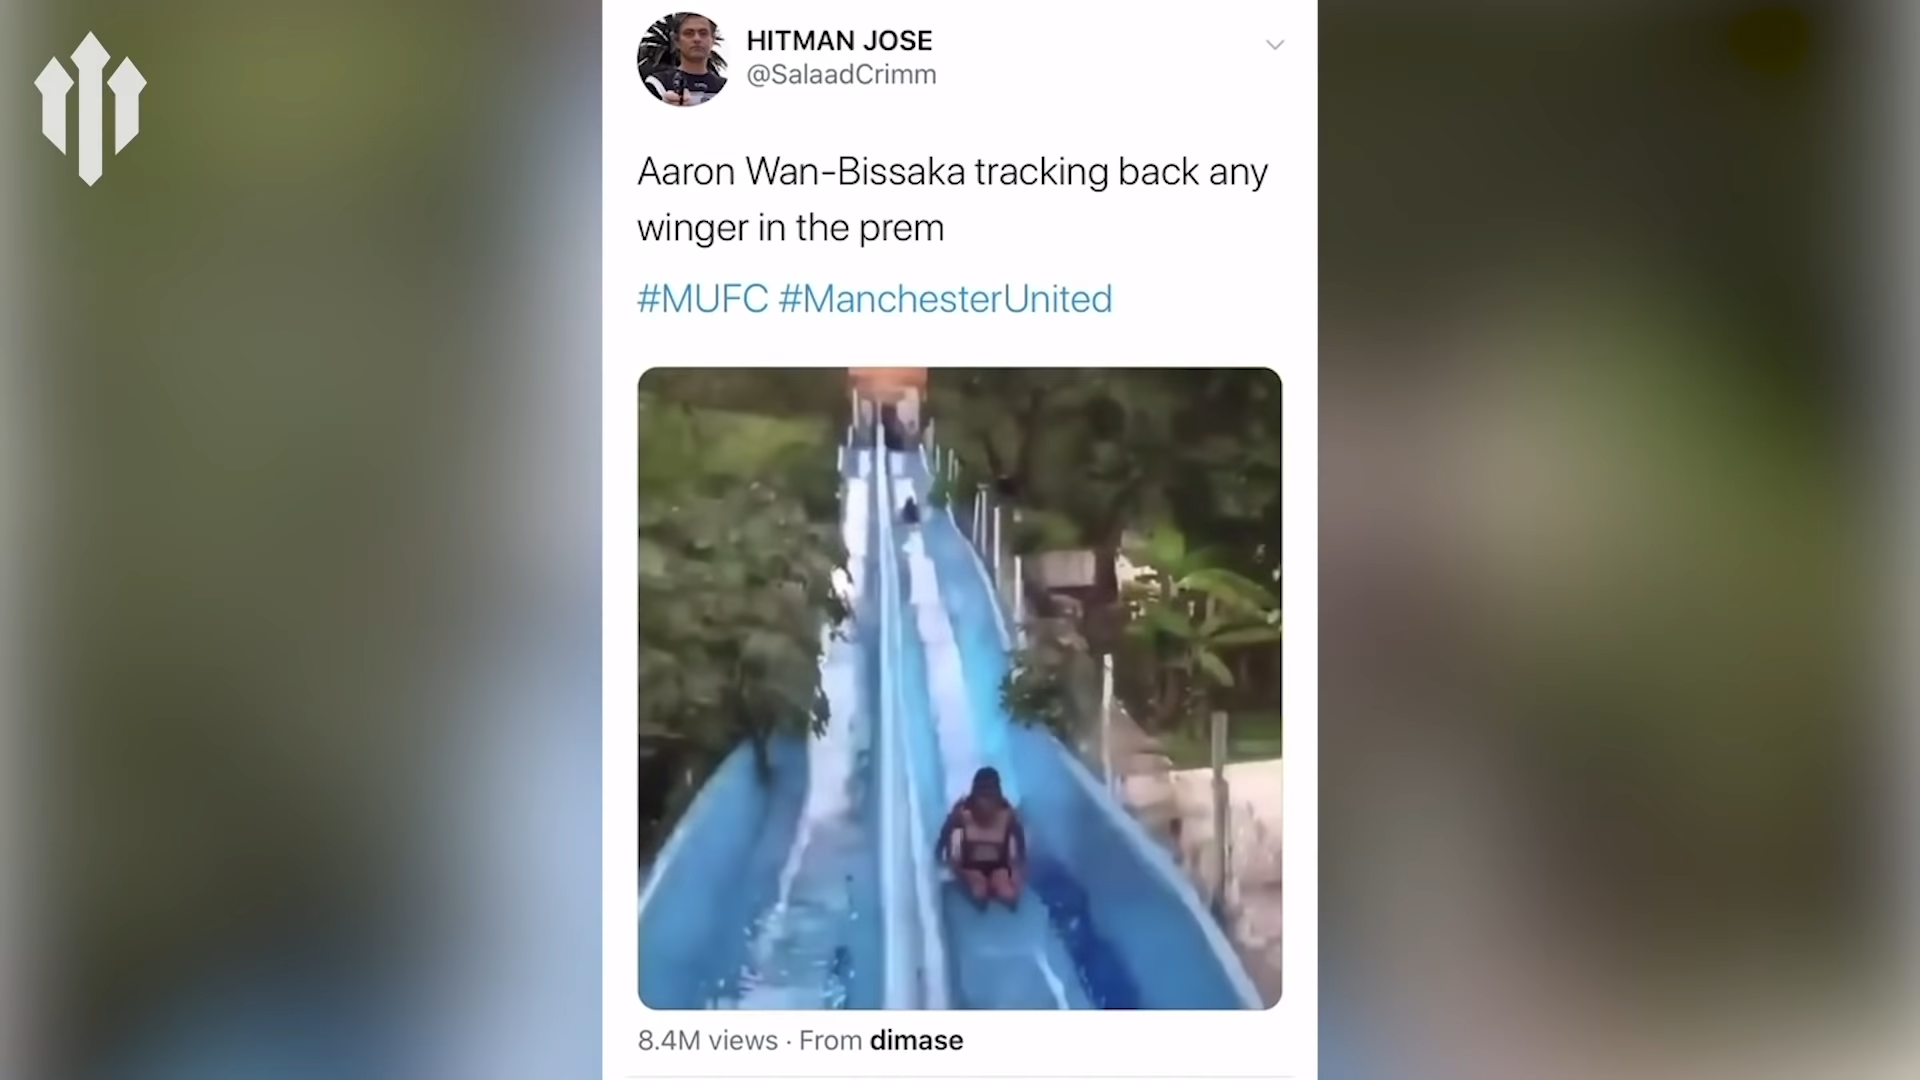 HITMAN JOSE
@SalaadCrimm
Aaron Wan-Bissaka tracking back any
winger in the prem
#MUFC #ManchesterUnited
8.4M views · From dimase